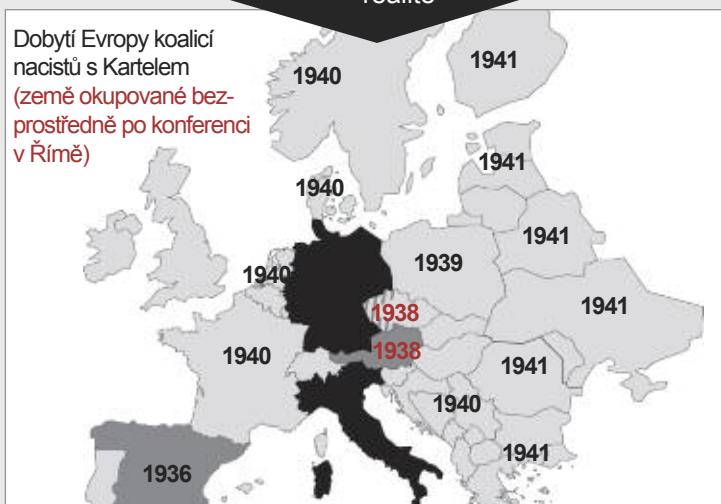 realitě
Dobytí Evropy koalicí
nacistů s Kartelem
(země okupované bez-
prostředně po konferenci
v Římě)
1940
1941
1941
1940
1941
1939
1940
1941
1938
1938
1940
1941
1940
1941
1936